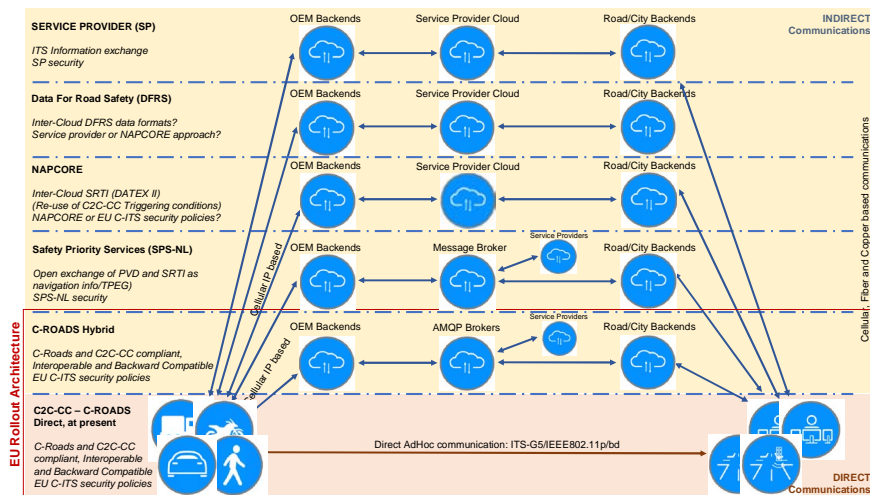 OEM Backends
Service Provider Cloud
Road/City Backends
INDIRECT
Communications
SERVICE PROVIDER (SP)
ITS Information exchange
SP security
OEM Backends
Service Provider Cloud
Road/City Backends
Data For Road Safety (DFRS)
Inter-Cloud DFRS data formats?
Service provider or NAPCORE approach?
OEM Backends
Service Provider Cloud
Road/City Backends
NAPCORE
Inter-Cloud SRTI (DATEX II)
(Re-use of C2C-CC Triggering conditions)
NAPCORE or EU C-ITS security policies?
OEM Backends
Message Broker
Service Providers
Road/City Backends
Safety Priority Services (SPS-NL)
Open exchange of PVD and SRTI as
navigation info/TPEG)
SPS-NL security
Cellular IP based
OEM Backends
AMQP Brokers
Service Providers
Road/City Backends
C-ROADS Hybrid
C-Roads and C2C-CC compliant,
Interoperable and Backward Compatible
EU C-ITS security policies
Cellular IP based
C2C-CC – C-ROADS
Direct, at present
C-Roads and C2C-CC
compliant, Interoperable
and Backward Compatible
EU C-ITS security policies
Direct AdHoc communication: ITS-G5/IEEE802.11p/bd
DIRECT
Communications
EU Rollout Architecture
Cellular, Fiber and Copper based communications